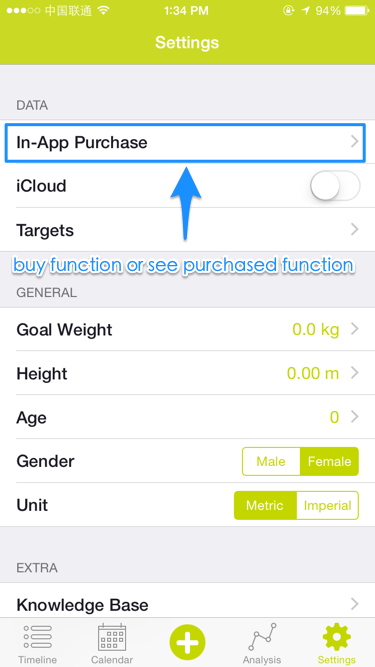 中国联通 1:34 PM 94%
Settings
DATA
In-App Purchase
iCloud
Targets
buy function or see purchased function
GENERAL
Goal Weight 0.0 kg
Height 0.00 m
Age 0
Gender Male Female
Unit Metric Imperial
EXTRA
Knowledge Base
Timeline Calendar Analysis Settings